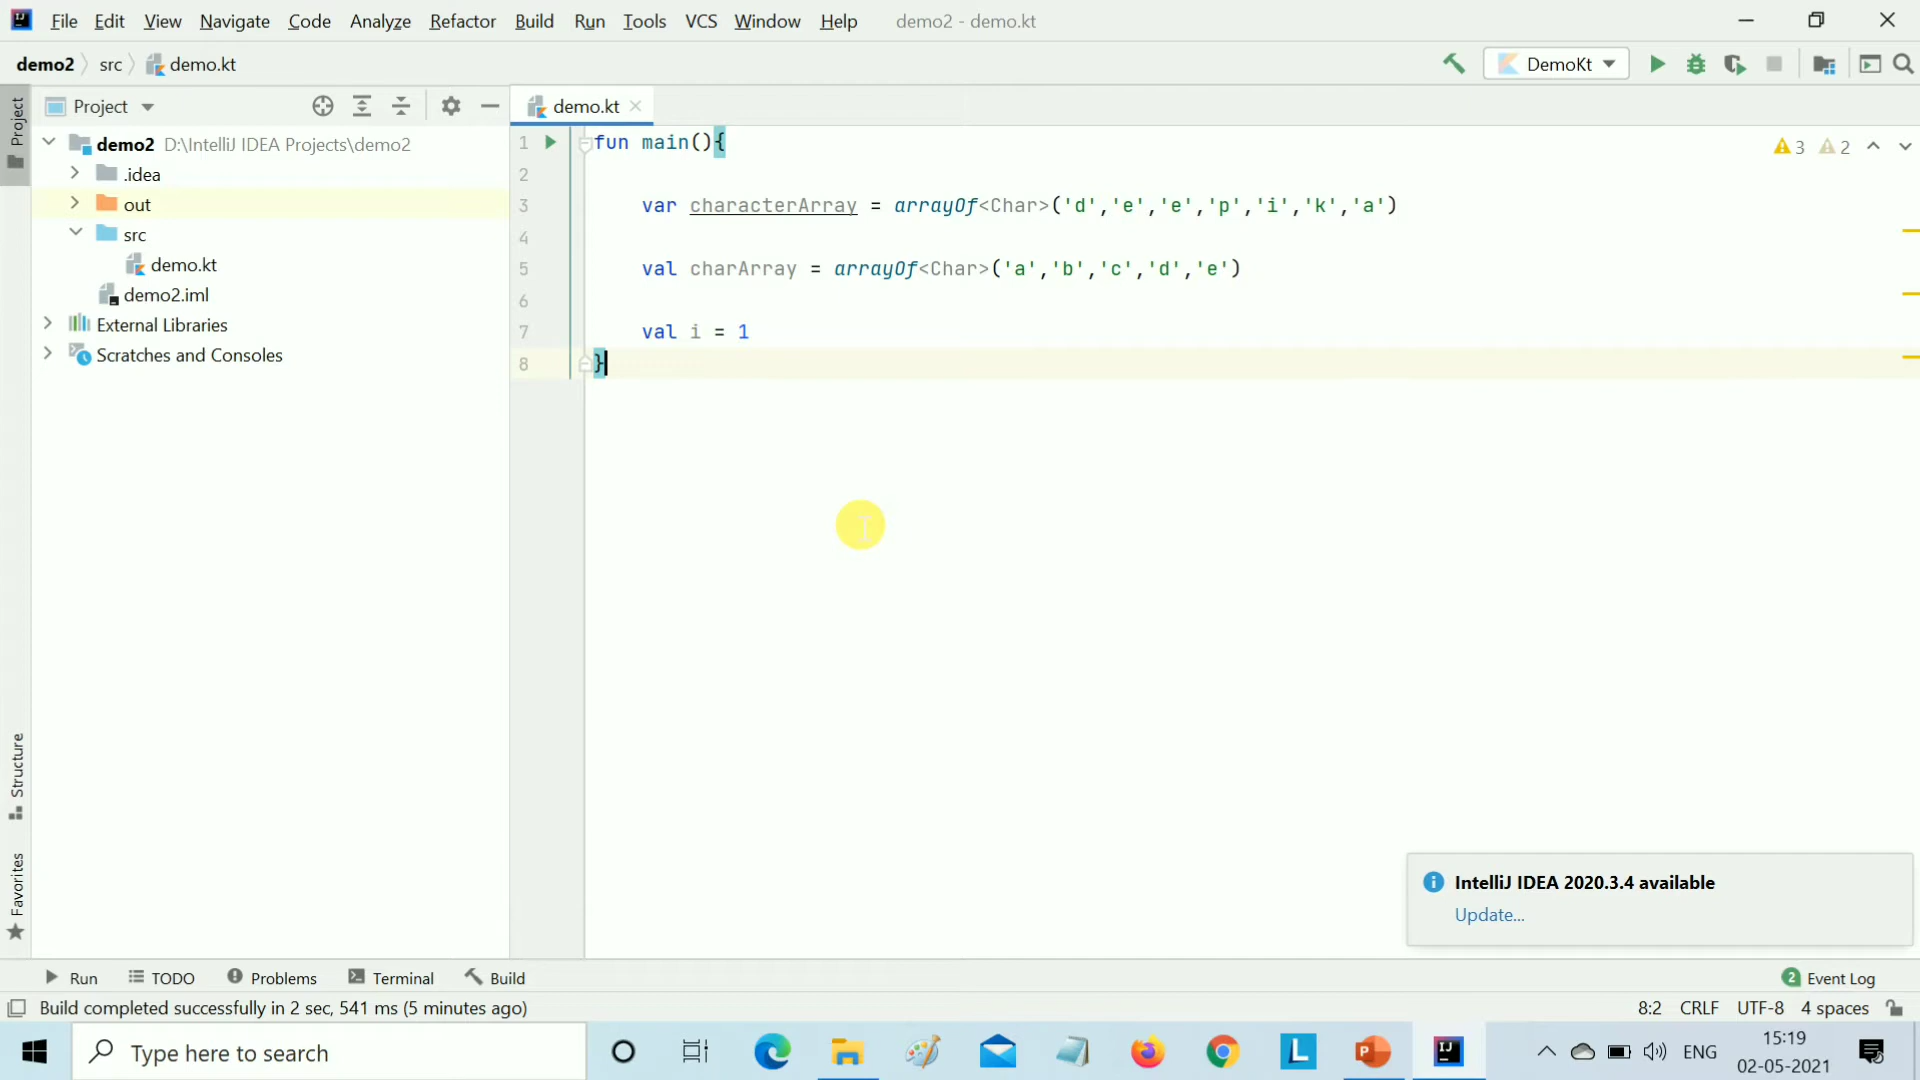 File Edit View Navigate Code Analyze Refactor Build Run Tools VCS Window Help demo2 - demo.kt
demo2 src demo.kt DemoKt
Project
Project
demo.kt
demo2 D:\IntelliJ IDEA Projects\demo2
.idea
out
src
demo.kt
demo2.iml
External Libraries
Scratches and Consoles
1 fun main(){
2
3 var characterArray = arrayOf<Char>('d','e','e','p','i','k','a')
4
5 val charArray = arrayOf<Char>('a','b','c','d','e')
6
7 val i = 1
8 }
3 2
Structure
Favorites
IntelliJ IDEA 2020.3.4 available
Update...
Run TODO Problems Terminal Build
2 Event Log
Build completed successfully in 2 sec, 541 ms (5 minutes ago)
8:2 CRLF UTF-8 4 spaces
Type here to search
ENG
15:19
02-05-2021